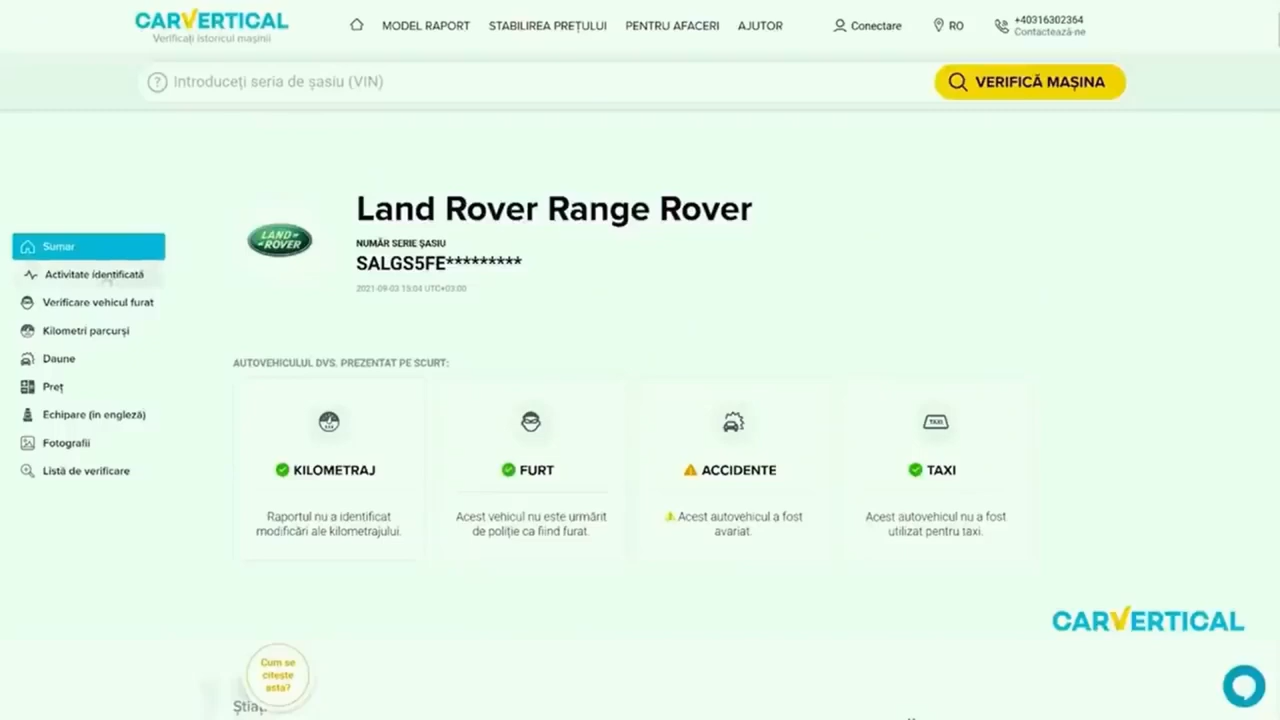 CARVERTICAL
Verificați istoricul mașinii
MODEL RAPORT
STABILIREA PREȚULUI
PENTRU AFACERI
AJUTOR
Conectare
RO
+40316302364
Contactează-ne
Introduceți seria de șasiu (VIN)
VERIFICĂ MAȘINA
Sumar
Activitate identificată
Verificare vehicul furat
Kilometri parcurși
Daune
Preț
Echipare (în engleză)
Fotografii
Listă de verificare
LAND-
-ROVER
Land Rover Range Rover
NUMĂR SERIE ȘASIU
SALGS5FE*********
2021-09-03 15:04 UTC+03:00
AUTOVEHICULUL DVS. PREZENTAT PE SCURT:
KILOMETRAJ
Raportul nu a identificat
modificări ale kilometrajului.
FURT
Acest vehicul nu este urmărit
de poliție ca fiind furat.
ACCIDENTE
Acest autovehicul a fost
avariat.
TAXI
TAXI
Acest autovehicul nu a fost
utilizat pentru taxi.
CARVERTICAL
Cum se
citește
asta?